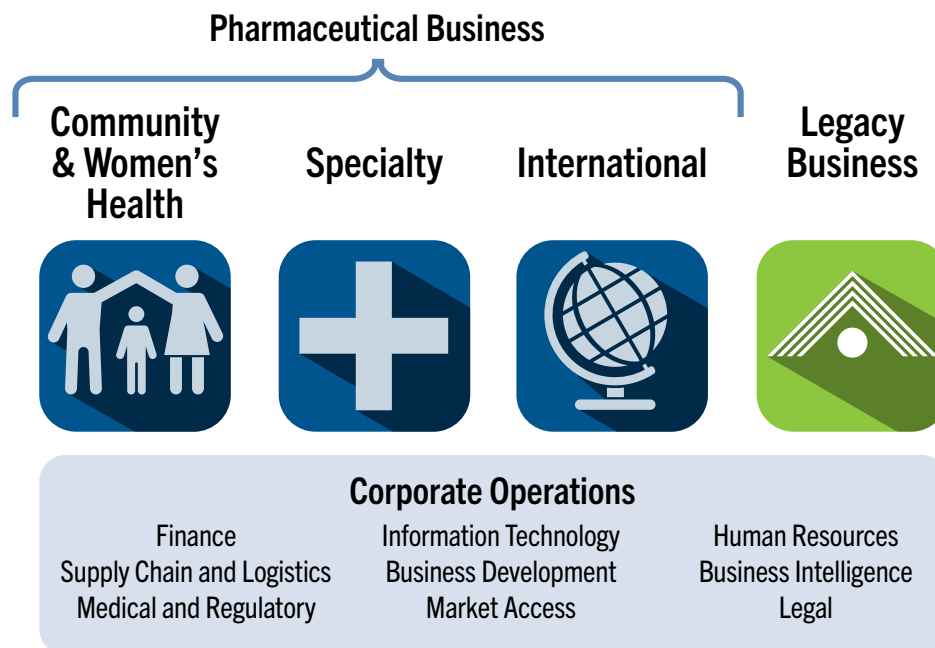 Pharmaceutical Business
Community
& Women's
Health
Specialty
International
Legacy
Business
Corporate Operations
Finance
Supply Chain and Logistics
Medical and Regulatory
Information Technology
Business Development
Market Access
Human Resources
Business Intelligence
Legal